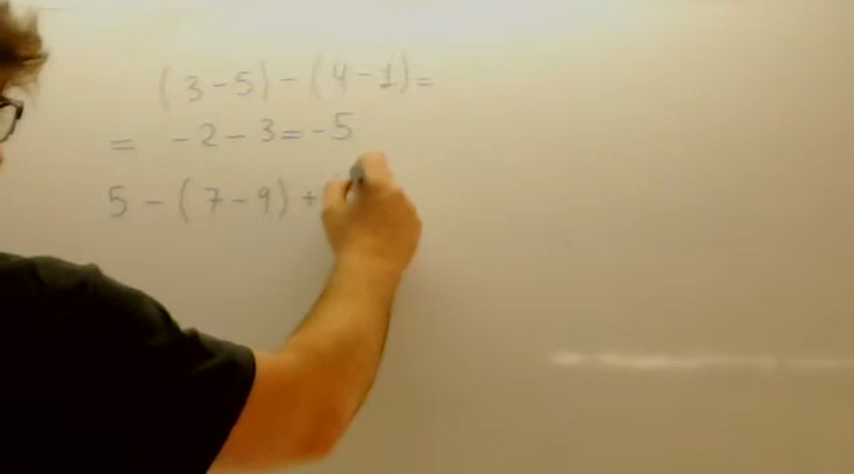 (3-5)-(4-1)=
= -2-3=-5
5-(7-9)+